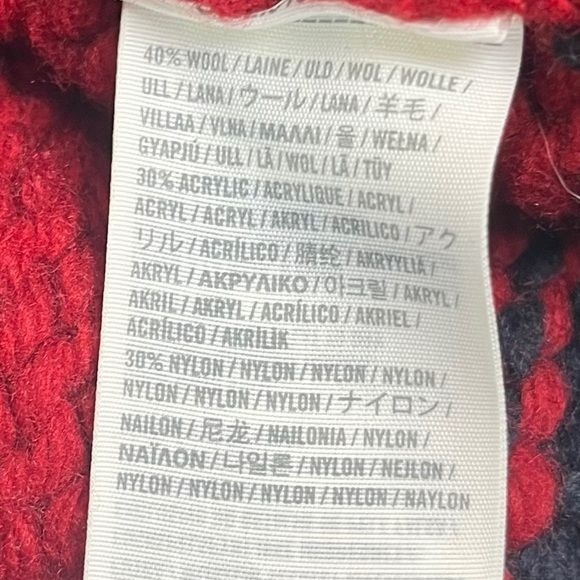 40% WOOL / LAINE / ULD / WOL / WOLLE /
ULL / LANA / ウール / LANA / 羊毛 /
VILLAA / VLNA / ΜΑΛΛΙ / 울 / WEŁNA /
GYAPJÚ / ULL / LÃ / WOL / LÃ / TÜY
30% ACRYLIC / ACRYLIQUE / ACRYL /
ACRYL / ACRYL / AKRYL / ACRILICO / アク
リル / ACRÍLICO / 腈纶 / AKRYYLIA /
AKRYL / ΑΚΡΥΛΙΚΟ / 아크릴 / AKRYL /
AKRIL / AKRYL / ACRÍLICO / AKRIEL /
ACRÍLICO / AKRİLİK
30% NYLON / NYLON / NYLON / NYLON /
NYLON / NYLON / NYLON / ナイロン /
NAILON / 尼龙 / NAILONIA / NYLON /
ΝΑΪΛΟΝ / 나일론 / NYLON / NEJLON /
NYLON / NYLON / NYLON / NYLON / NAYLON